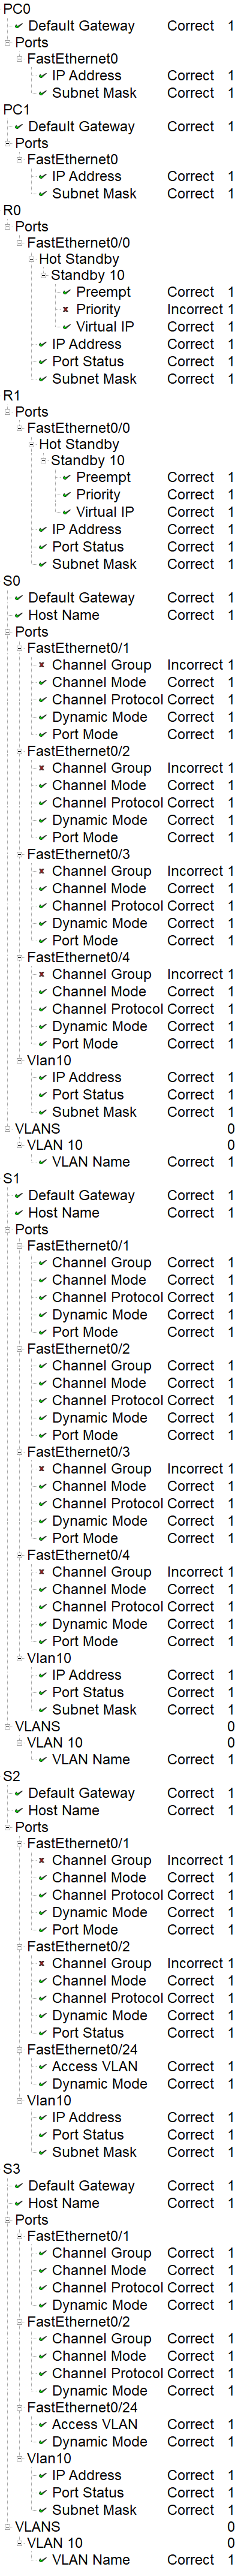 PC0
Default Gateway Correct 1
Ports
FastEthernet0
IP Address Correct 1
Subnet Mask Correct 1
PC1
Default Gateway Correct 1
Ports
FastEthernet0
IP Address Correct 1
Subnet Mask Correct 1
R0
Ports
FastEthernet0/0
Hot Standby
Standby 10
Preempt Correct 1
Priority Incorrect 1
Virtual IP Correct 1
IP Address Correct 1
Port Status Correct 1
Subnet Mask Correct 1
R1
Ports
FastEthernet0/0
Hot Standby
Standby 10
Preempt Correct 1
Priority Correct 1
Virtual IP Correct 1
IP Address Correct 1
Port Status Correct 1
Subnet Mask Correct 1
S0
Default Gateway Correct 1
Host Name Correct 1
Ports
FastEthernet0/1
Channel Group Incorrect 1
Channel Mode Correct 1
Channel Protocol Correct 1
Dynamic Mode Correct 1
Port Mode Correct 1
FastEthernet0/2
Channel Group Incorrect 1
Channel Mode Correct 1
Channel Protocol Correct 1
Dynamic Mode Correct 1
Port Mode Correct 1
FastEthernet0/3
Channel Group Incorrect 1
Channel Mode Correct 1
Channel Protocol Correct 1
Dynamic Mode Correct 1
Port Mode Correct 1
FastEthernet0/4
Channel Group Incorrect 1
Channel Mode Correct 1
Channel Protocol Correct 1
Dynamic Mode Correct 1
Port Mode Correct 1
Vlan10
IP Address Correct 1
Port Status Correct 1
Subnet Mask Correct 1
VLANS 0
VLAN 10 0
VLAN Name Correct 1
S1
Default Gateway Correct 1
Host Name Correct 1
Ports
FastEthernet0/1
Channel Group Correct 1
Channel Mode Correct 1
Channel Protocol Correct 1
Dynamic Mode Correct 1
Port Mode Correct 1
FastEthernet0/2
Channel Group Correct 1
Channel Mode Correct 1
Channel Protocol Correct 1
Dynamic Mode Correct 1
Port Mode Correct 1
FastEthernet0/3
Channel Group Incorrect 1
Channel Mode Correct 1
Channel Protocol Correct 1
Dynamic Mode Correct 1
Port Mode Correct 1
FastEthernet0/4
Channel Group Incorrect 1
Channel Mode Correct 1
Channel Protocol Correct 1
Dynamic Mode Correct 1
Port Mode Correct 1
Vlan10
IP Address Correct 1
Port Status Correct 1
Subnet Mask Correct 1
VLANS 0
VLAN 10 0
VLAN Name Correct 1
S2
Default Gateway Correct 1
Host Name Correct 1
Ports
FastEthernet0/1
Channel Group Incorrect 1
Channel Mode Correct 1
Channel Protocol Correct 1
Dynamic Mode Correct 1
Port Mode Correct 1
FastEthernet0/2
Channel Group Incorrect 1
Channel Mode Correct 1
Channel Protocol Correct 1
Dynamic Mode Correct 1
Port Status Correct 1
FastEthernet0/24
Access VLAN Correct 1
Dynamic Mode Correct 1
Vlan10
IP Address Correct 1
Port Status Correct 1
Subnet Mask Correct 1
S3
Default Gateway Correct 1
Host Name Correct 1
Ports
FastEthernet0/1
Channel Group Correct 1
Channel Mode Correct 1
Channel Protocol Correct 1
Dynamic Mode Correct 1
FastEthernet0/2
Channel Group Correct 1
Channel Mode Correct 1
Channel Protocol Correct 1
Dynamic Mode Correct 1
FastEthernet0/24
Access VLAN Correct 1
Dynamic Mode Correct 1
Vlan10
IP Address Correct 1
Port Status Correct 1
Subnet Mask Correct 1
VLANS 0
VLAN 10 0
VLAN Name Correct 1